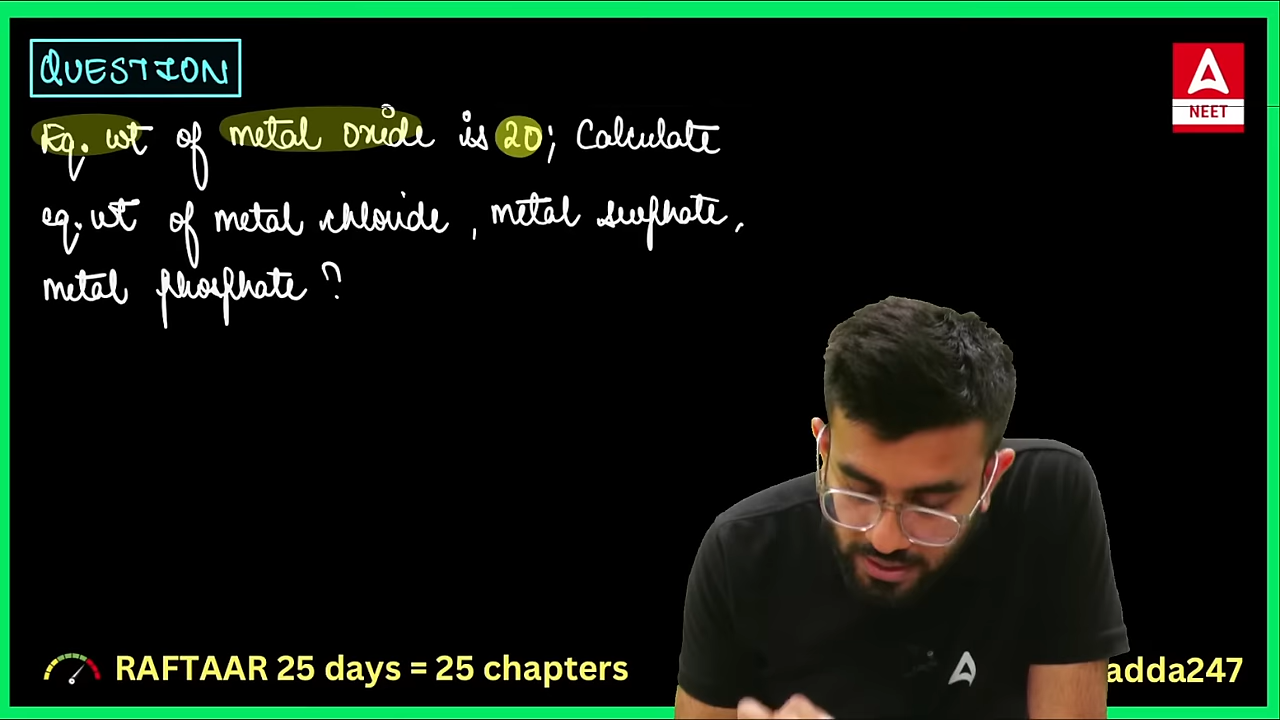 QUESTION
Eq. wt of metal oxide is 20; Calculate
eq. wt of metal chloride, metal sulphate,
metal phosphate?
NEET
RAFTAAR 25 days = 25 chapters
adda247